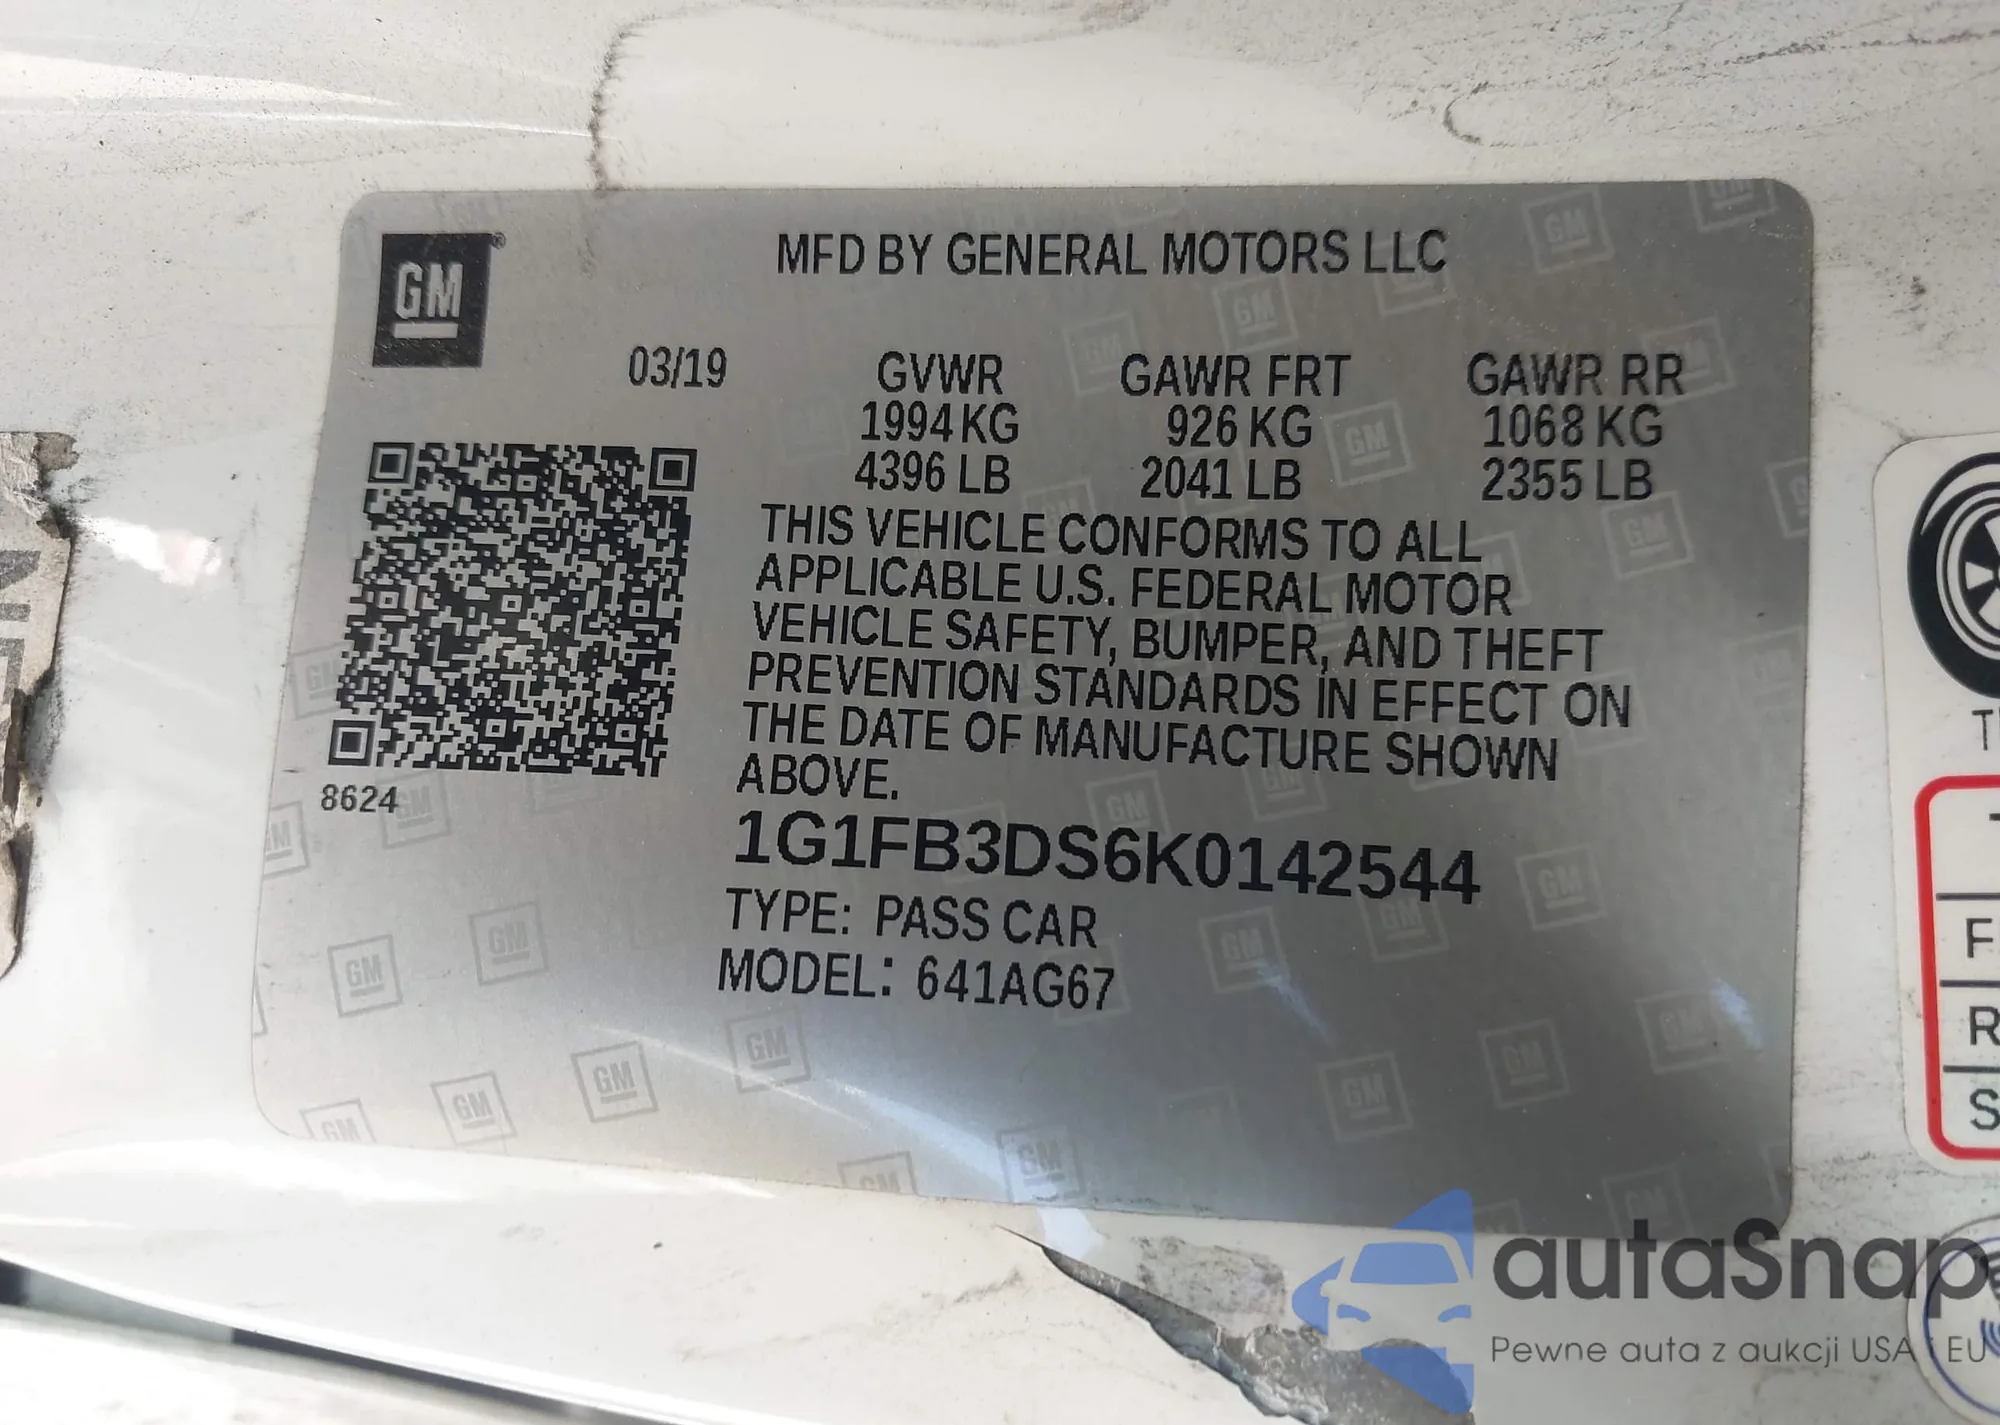 GM
MFD BY GENERAL MOTORS LLC
03/19
GVWR GAWR FRT GAWR RR
1994 KG 926 KG 1068 KG
4396 LB 2041 LB 2355 LB
THIS VEHICLE CONFORMS TO ALL
APPLICABLE U.S. FEDERAL MOTOR
VEHICLE SAFETY, BUMPER, AND THEFT
PREVENTION STANDARDS IN EFFECT ON
THE DATE OF MANUFACTURE SHOWN
ABOVE.
8624
1G1FB3DS6K0142544
TYPE: PASS CAR
MODEL: 641AG67
autaSnap
Pewne auta z aukcji USA i EU